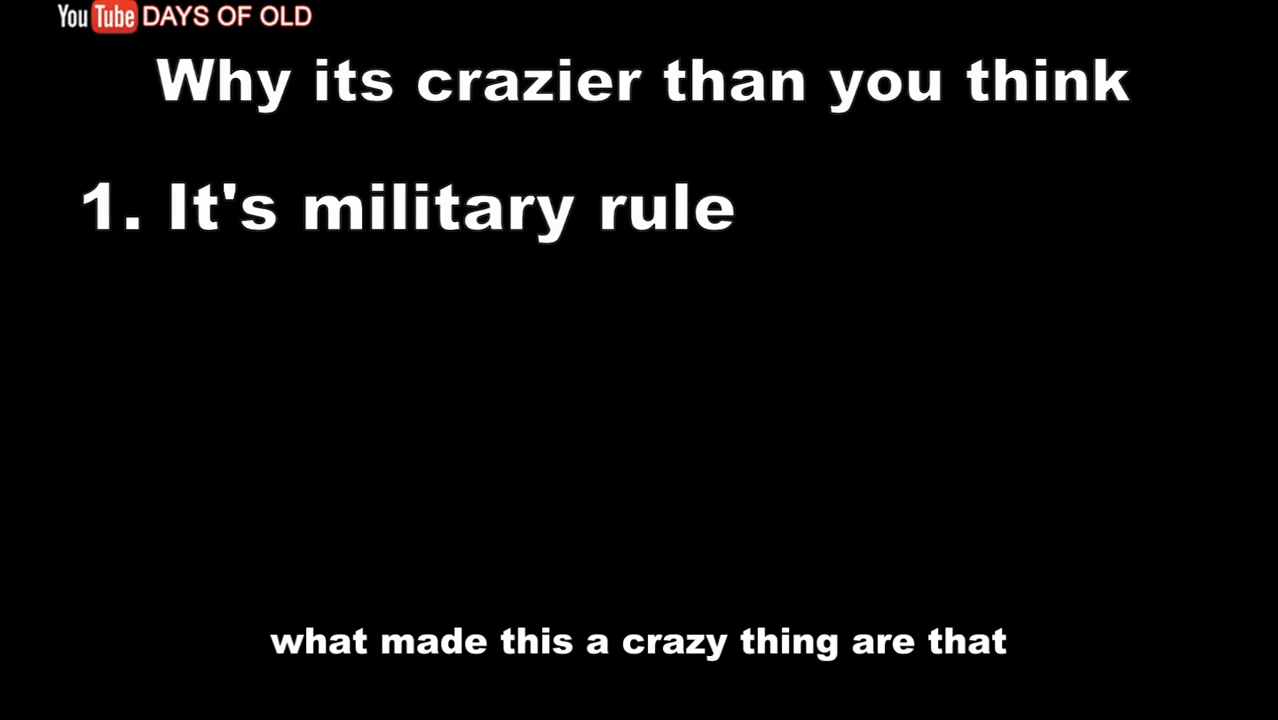 YouTube DAYS OF OLD
Why its crazier than you think
1. It's military rule
what made this a crazy thing are that